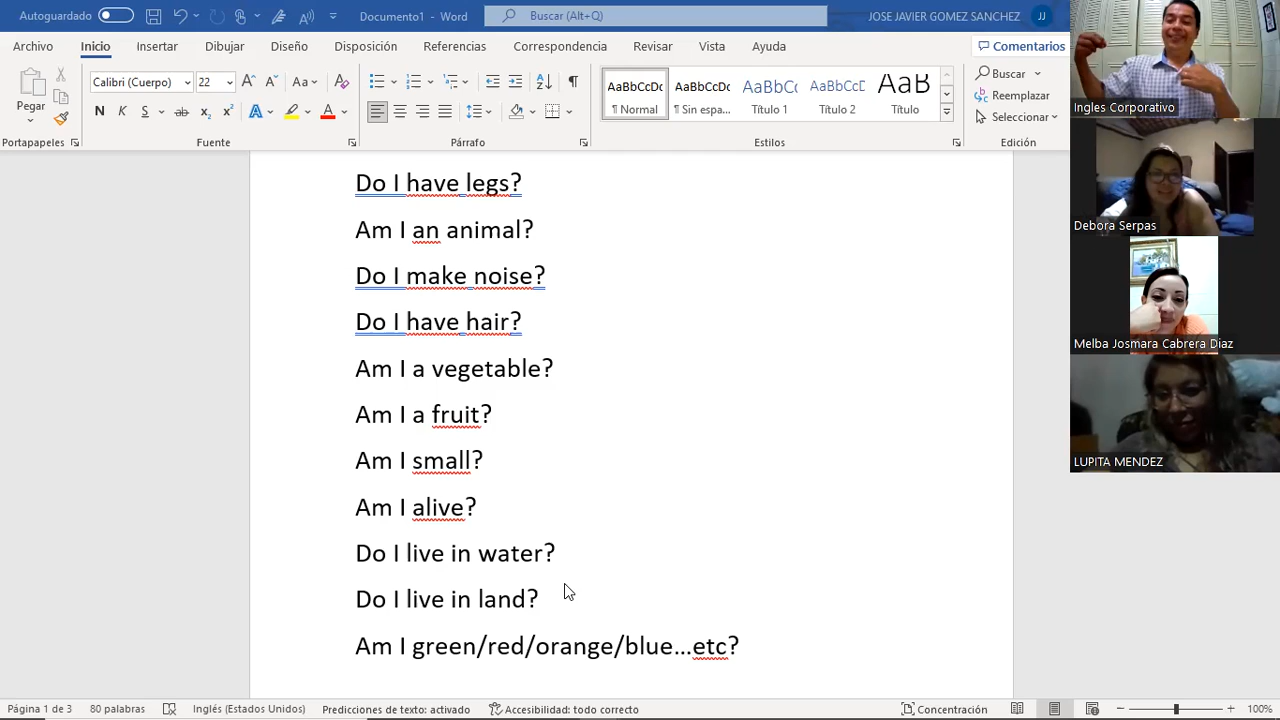 Autoguardado Documento1 - Word Buscar (Alt+Q) JOSE JAVIER GOMEZ SANCHEZ JJ
Archivo Inicio Insertar Dibujar Diseño Disposición Referencias Correspondencia Revisar Vista Ayuda Comentarios
Pegar
Portapapeles
Calibri (Cuerpo) 22
N K S ab x₂ x²
Fuente
Párrafo
AaBbCcDc AaBbCcDc AaBbCc AaBbCcD AaB
¶ Normal ¶ Sin espa... Título 1 Título 2 Título
Estilos
Buscar
Reemplazar
Seleccionar
Do I have legs?
Am I an animal?
Do I make noise?
Do I have hair?
Am I a vegetable?
Am I a fruit?
Am I small?
Am I alive?
Do I live in water?
Do I live in land?
Am I green/red/orange/blue...etc?
Ingles Corporativo
Debora Serpas
Melba Josmara Cabrera Diaz
LUPITA MENDEZ
Página 1 de 3 80 palabras Inglés (Estados Unidos) Predicciones de texto: activado Accesibilidad: todo correcto Concentración 100%